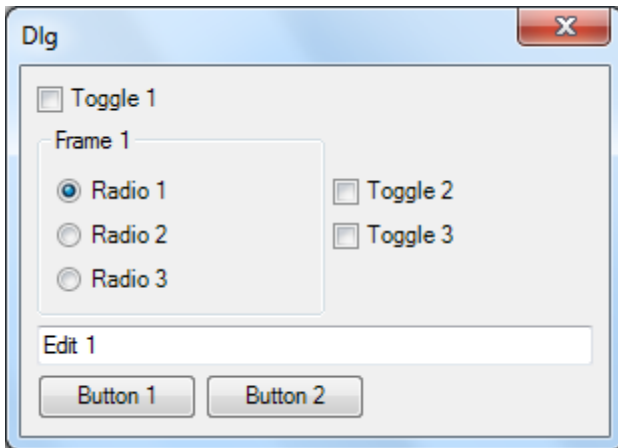 Dlg
Toggle 1
Frame 1
Radio 1
Toggle 2
Radio 2
Toggle 3
Radio 3
Edit 1
Button 1 Button 2